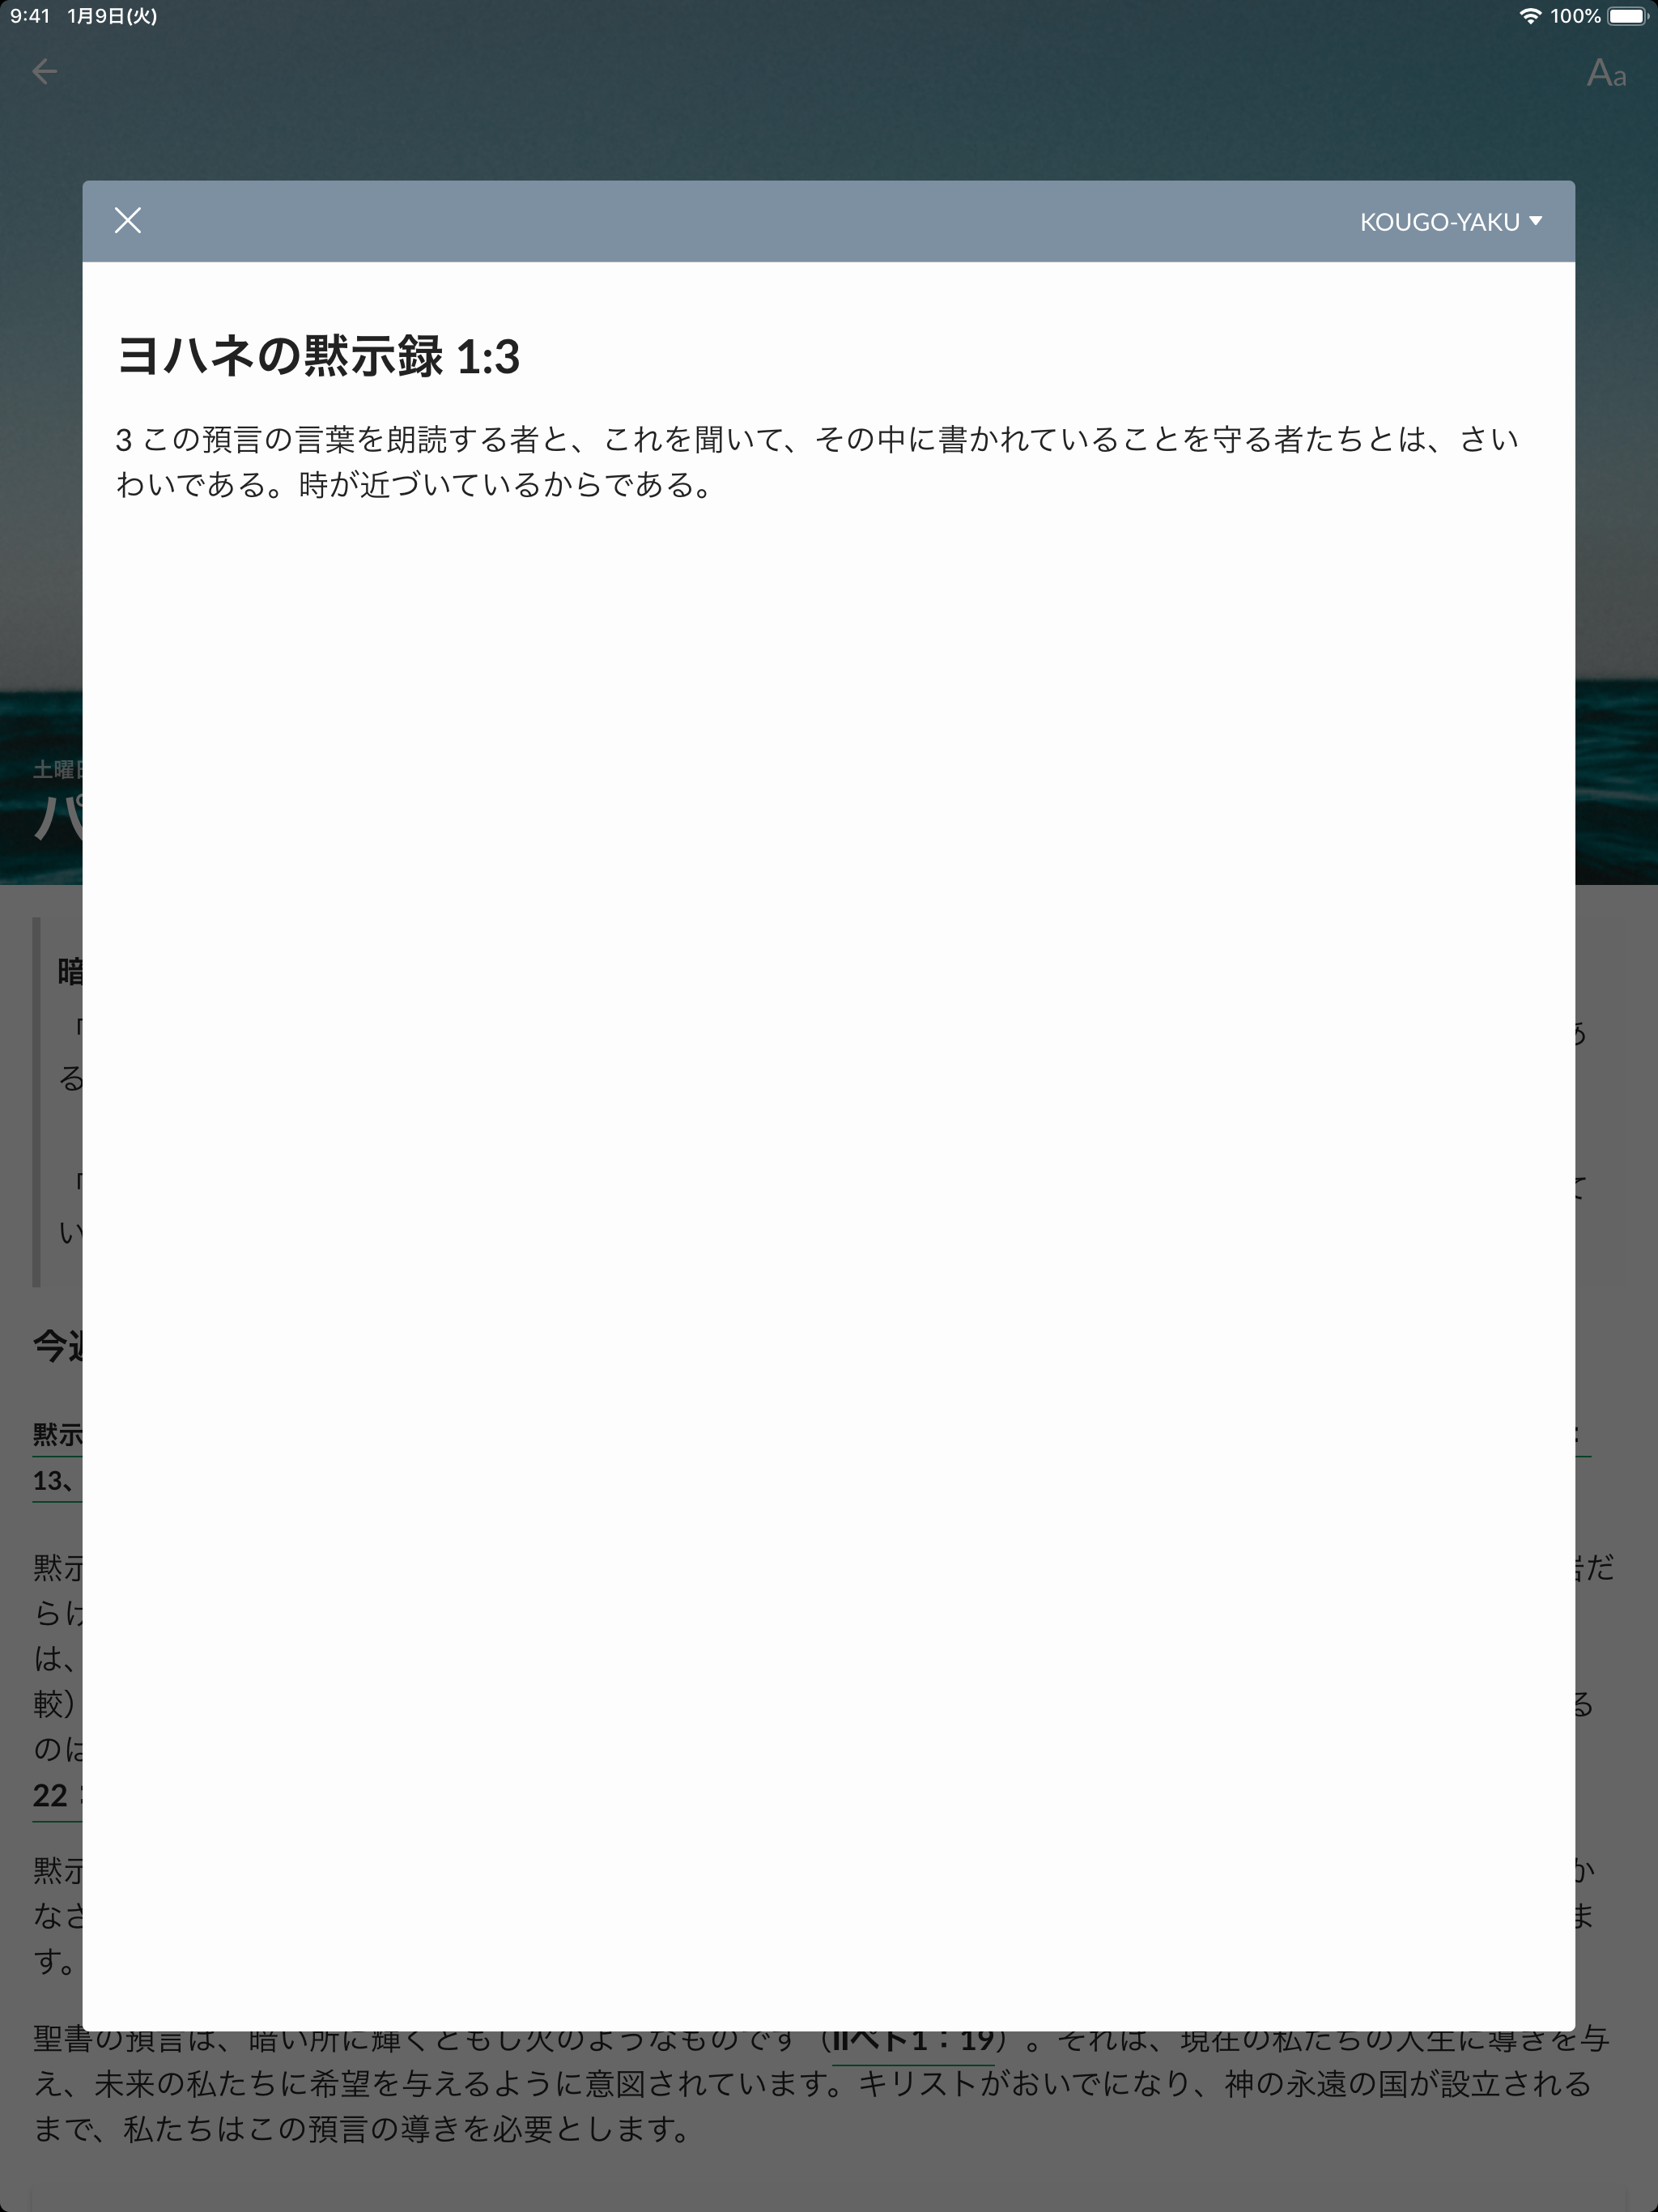 9:41 1月9日(火)
100%
Aa
KOUGO-YAKU
ヨハネの黙示録 1:3
3 この預言の言葉を朗読する者と、これを聞いて、その中に書かれていることを守る者たちとは、さい
わいである。時が近づいているからである。
土曜
パ
暗
「 あ
る
「 て
い
今
黙示
13、
黙示 だ
らけ
は、
較） る
のは
22
黙示 か
なさ ま
す。
聖書の預言は、暗い所に輝くともし火のようなものです（IIペト1：19）。それは、現在の私たちの人生に導きを与
え、未来の私たちに希望を与えるように意図されています。キリストがおいでになり、神の永遠の国が設立される
まで、私たちはこの預言の導きを必要とします。